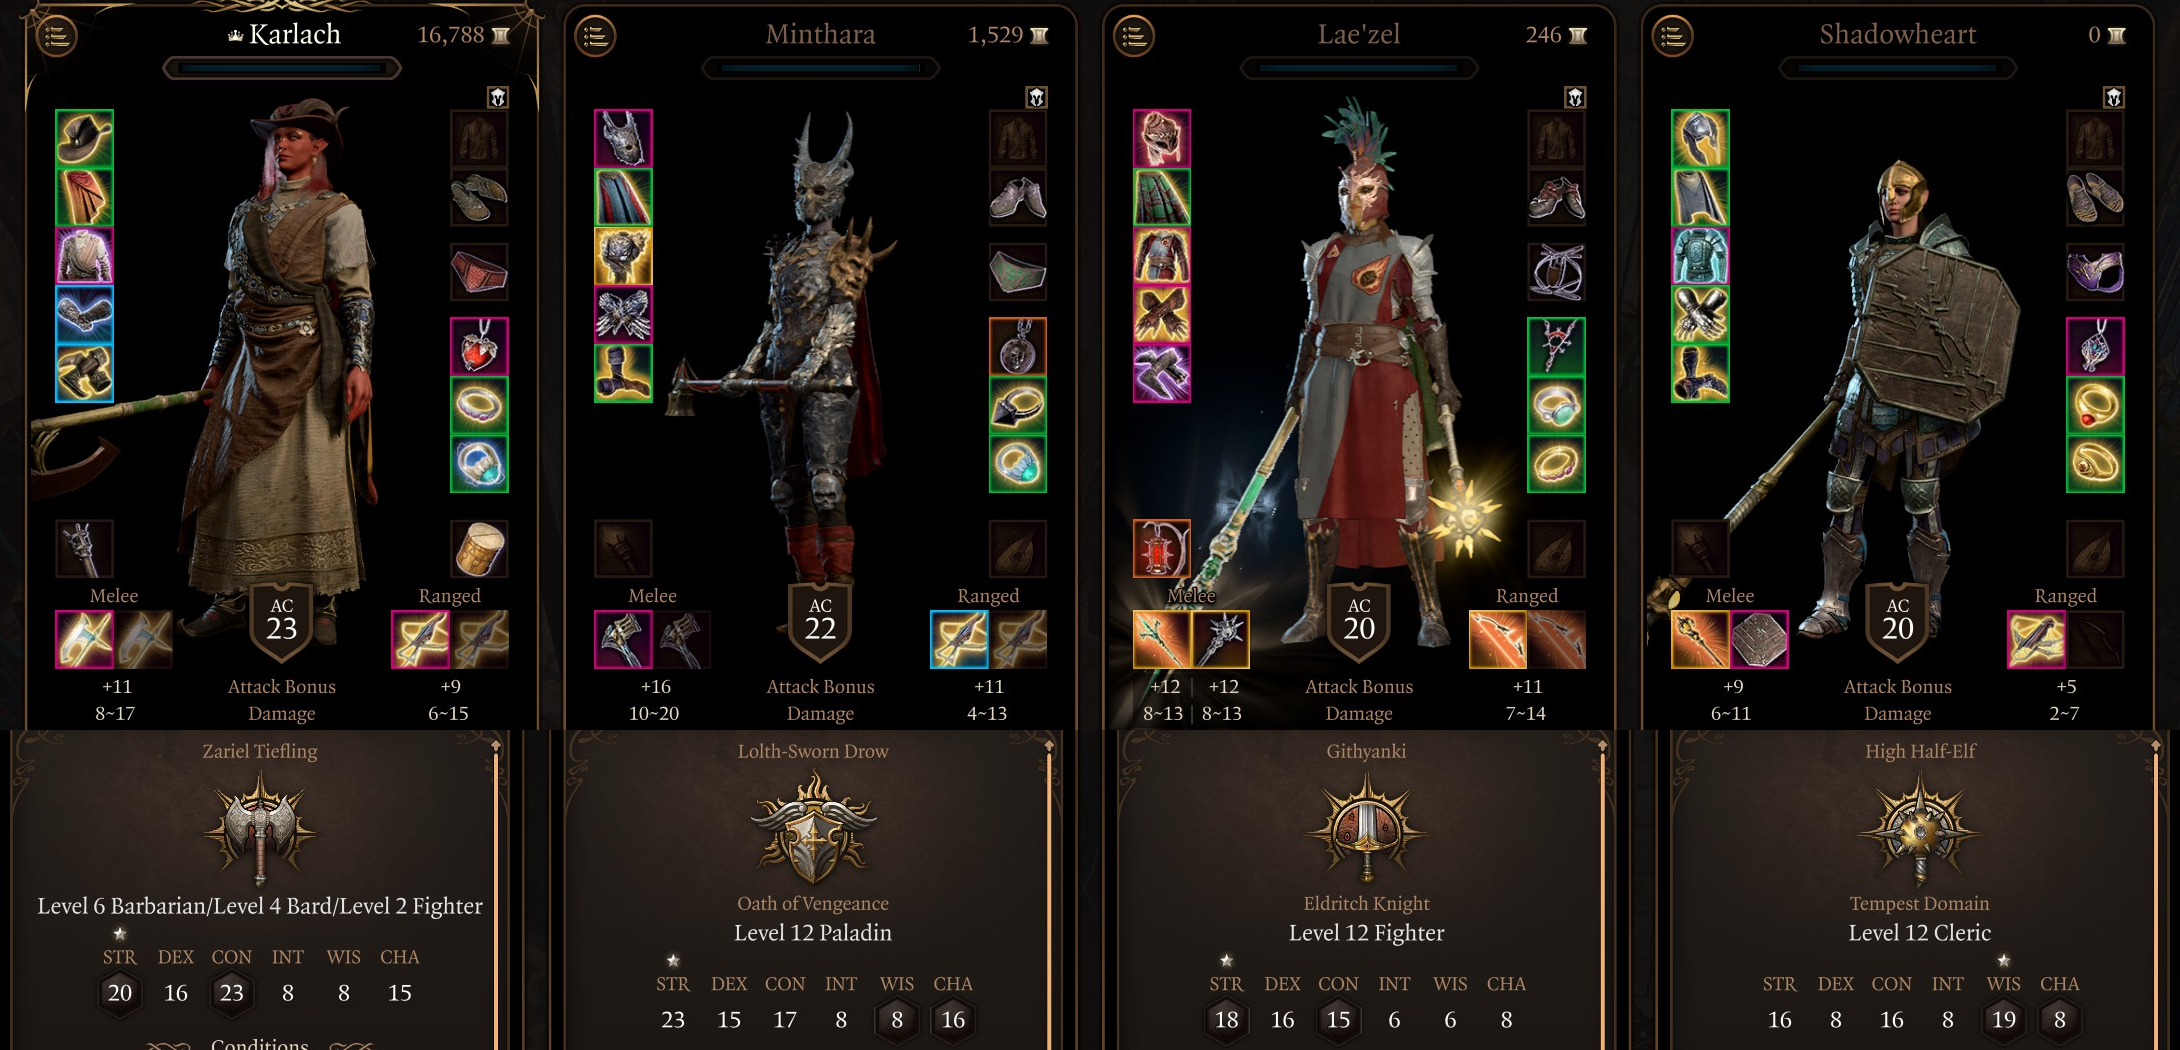 Karlach 16,788
Minthara 1,529
Lae'zel 246
Shadowheart 0
Melee AC 23 Ranged
+11 Attack Bonus +9
8~17 Damage 6~15
Melee AC 22 Ranged
+16 Attack Bonus +11
10~20 Damage 4~13
Melee AC 20 Ranged
+12 +12 Attack Bonus +11
8~13 8~13 Damage 7~14
Melee AC 20 Ranged
+9 Attack Bonus +5
6~11 Damage 2~7
Zariel Tiefling
Level 6 Barbarian/Level 4 Bard/Level 2 Fighter
STR DEX CON INT WIS CHA
20 16 23 8 8 15
Conditions
Lolth-Sworn Drow
Oath of Vengeance
Level 12 Paladin
STR DEX CON INT WIS CHA
23 15 17 8 8 16
Githyanki
Eldritch Knight
Level 12 Fighter
STR DEX CON INT WIS CHA
18 16 15 6 6 8
High Half-Elf
Tempest Domain
Level 12 Cleric
STR DEX CON INT WIS CHA
16 8 16 8 19 8